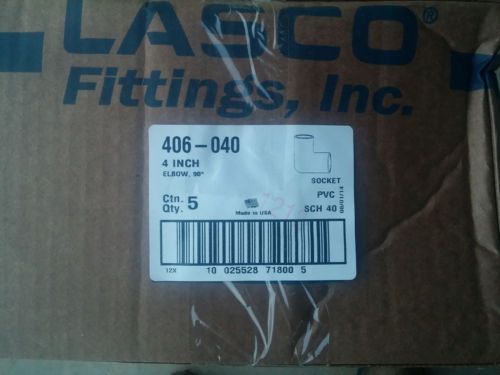 LASCO®
Fittings, Inc.
406-040
4 INCH
ELBOW, 90°
SOCKET
PVC
SCH 40
Ctn. Qty. 5
Made in USA
12X
10 025528 71800 5